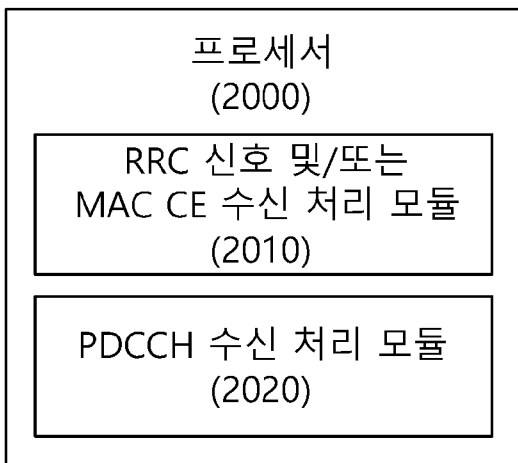 프로세서
(2000)
RRC 신호 및/또는
MAC CE 수신 처리 모듈
(2010)
PDCCH 수신 처리 모듈
(2020)